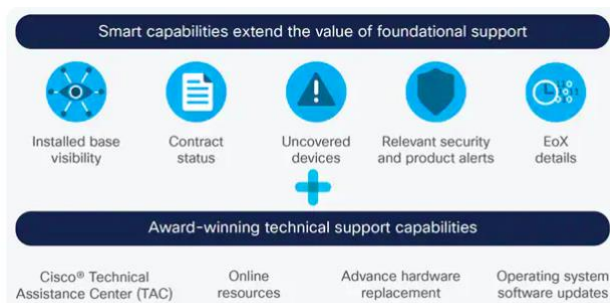 Smart capabilities extend the value of foundational support
Installed base
visibility
Contract
status
Uncovered
devices
Relevant security
and product alerts
EoX
details
Award-winning technical support capabilities
Cisco® Technical
Assistance Center (TAC)
Online
resources
Advance hardware
replacement
Operating system
software updates